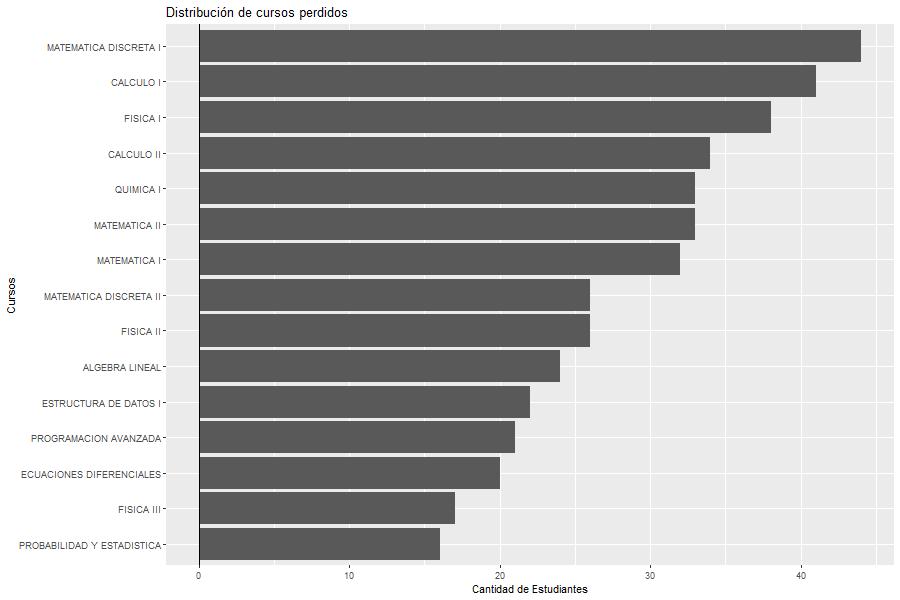 Distribución de cursos perdidos
MATEMATICA DISCRETA I
CALCULO I
FISICA I
CALCULO II
QUIMICA I
MATEMATICA II
MATEMATICA I
MATEMATICA DISCRETA II
FISICA II
ALGEBRA LINEAL
ESTRUCTURA DE DATOS I
PROGRAMACION AVANZADA
ECUACIONES DIFERENCIALES
FISICA III
PROBABILIDAD Y ESTADISTICA
Cursos
0 10 20 30 40
Cantidad de Estudiantes